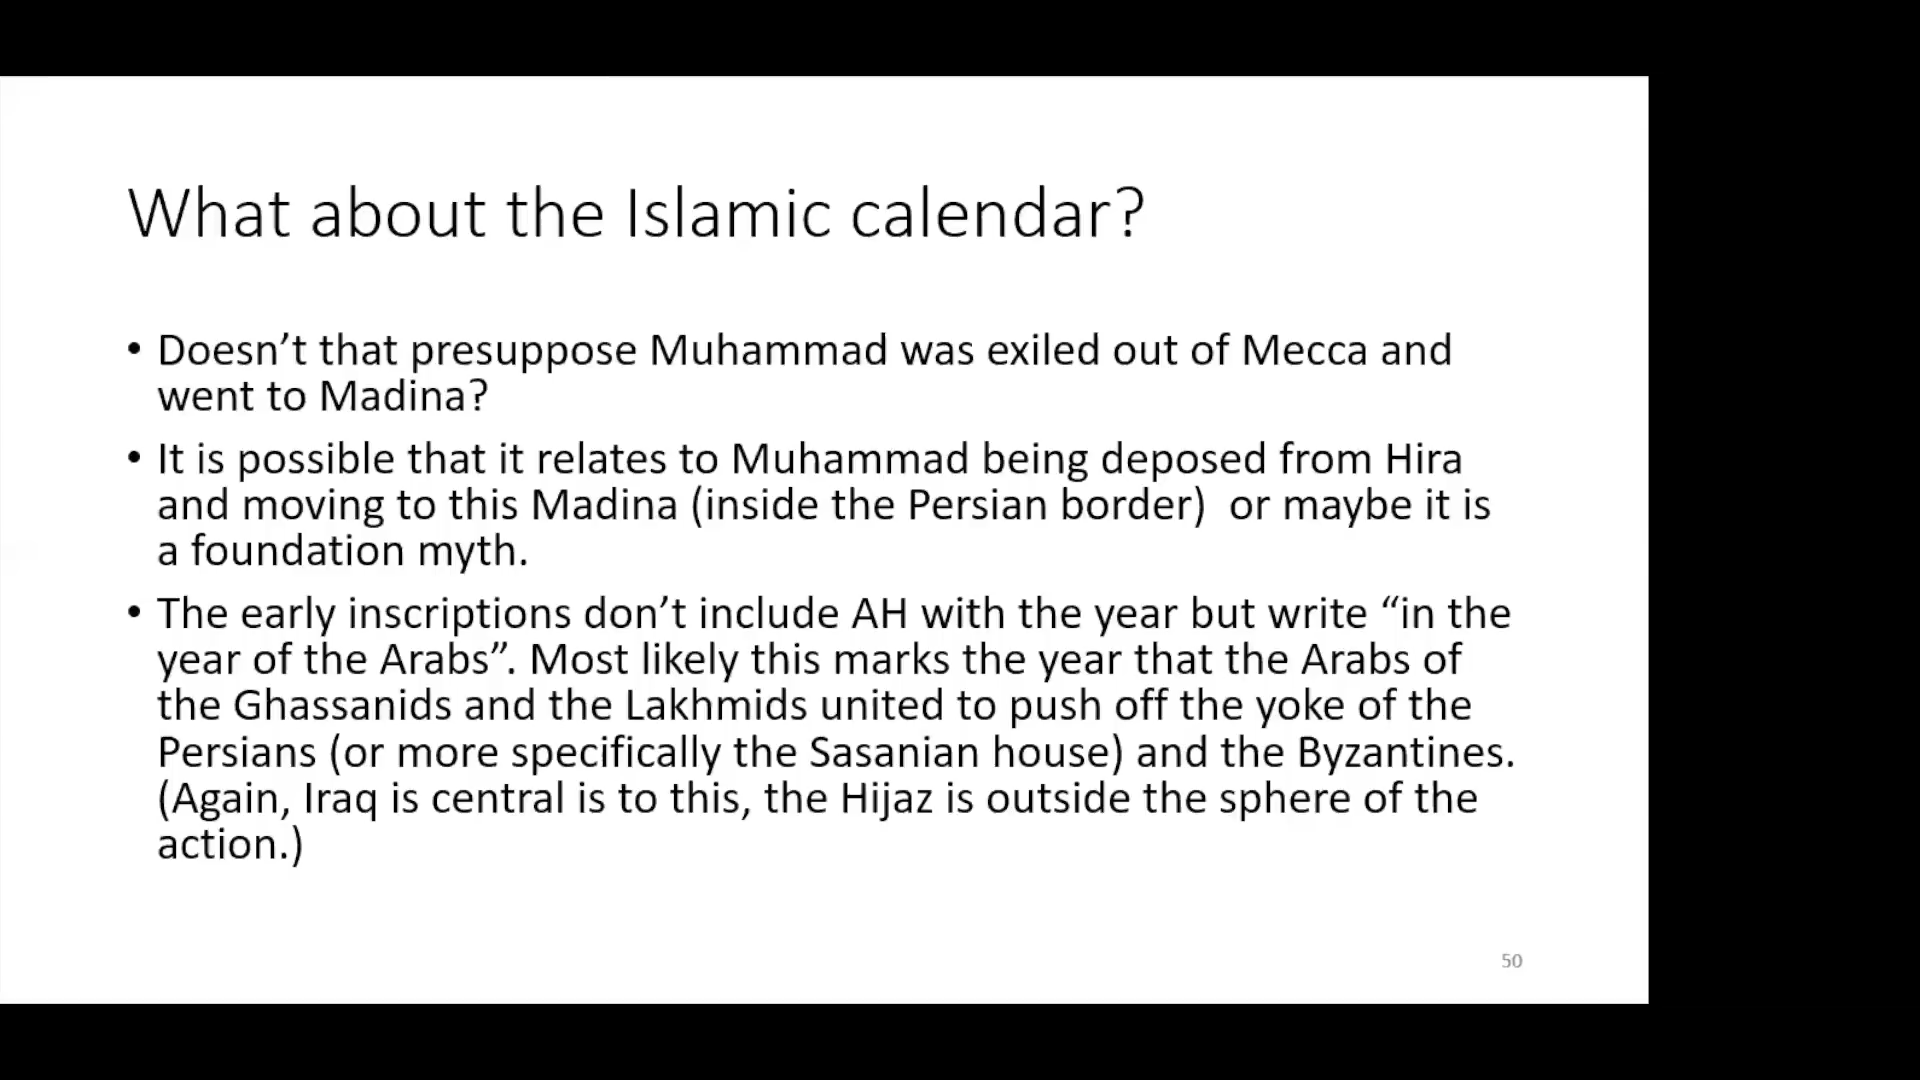 What about the Islamic calendar?
• Doesn’t that presuppose Muhammad was exiled out of Mecca and
went to Madina?
• It is possible that it relates to Muhammad being deposed from Hira
and moving to this Madina (inside the Persian border)  or maybe it is
a foundation myth.
• The early inscriptions don’t include AH with the year but write “in the
year of the Arabs”. Most likely this marks the year that the Arabs of
the Ghassanids and the Lakhmids united to push off the yoke of the
Persians (or more specifically the Sasanian house) and the Byzantines.
(Again, Iraq is central is to this, the Hijaz is outside the sphere of the
action.)
50